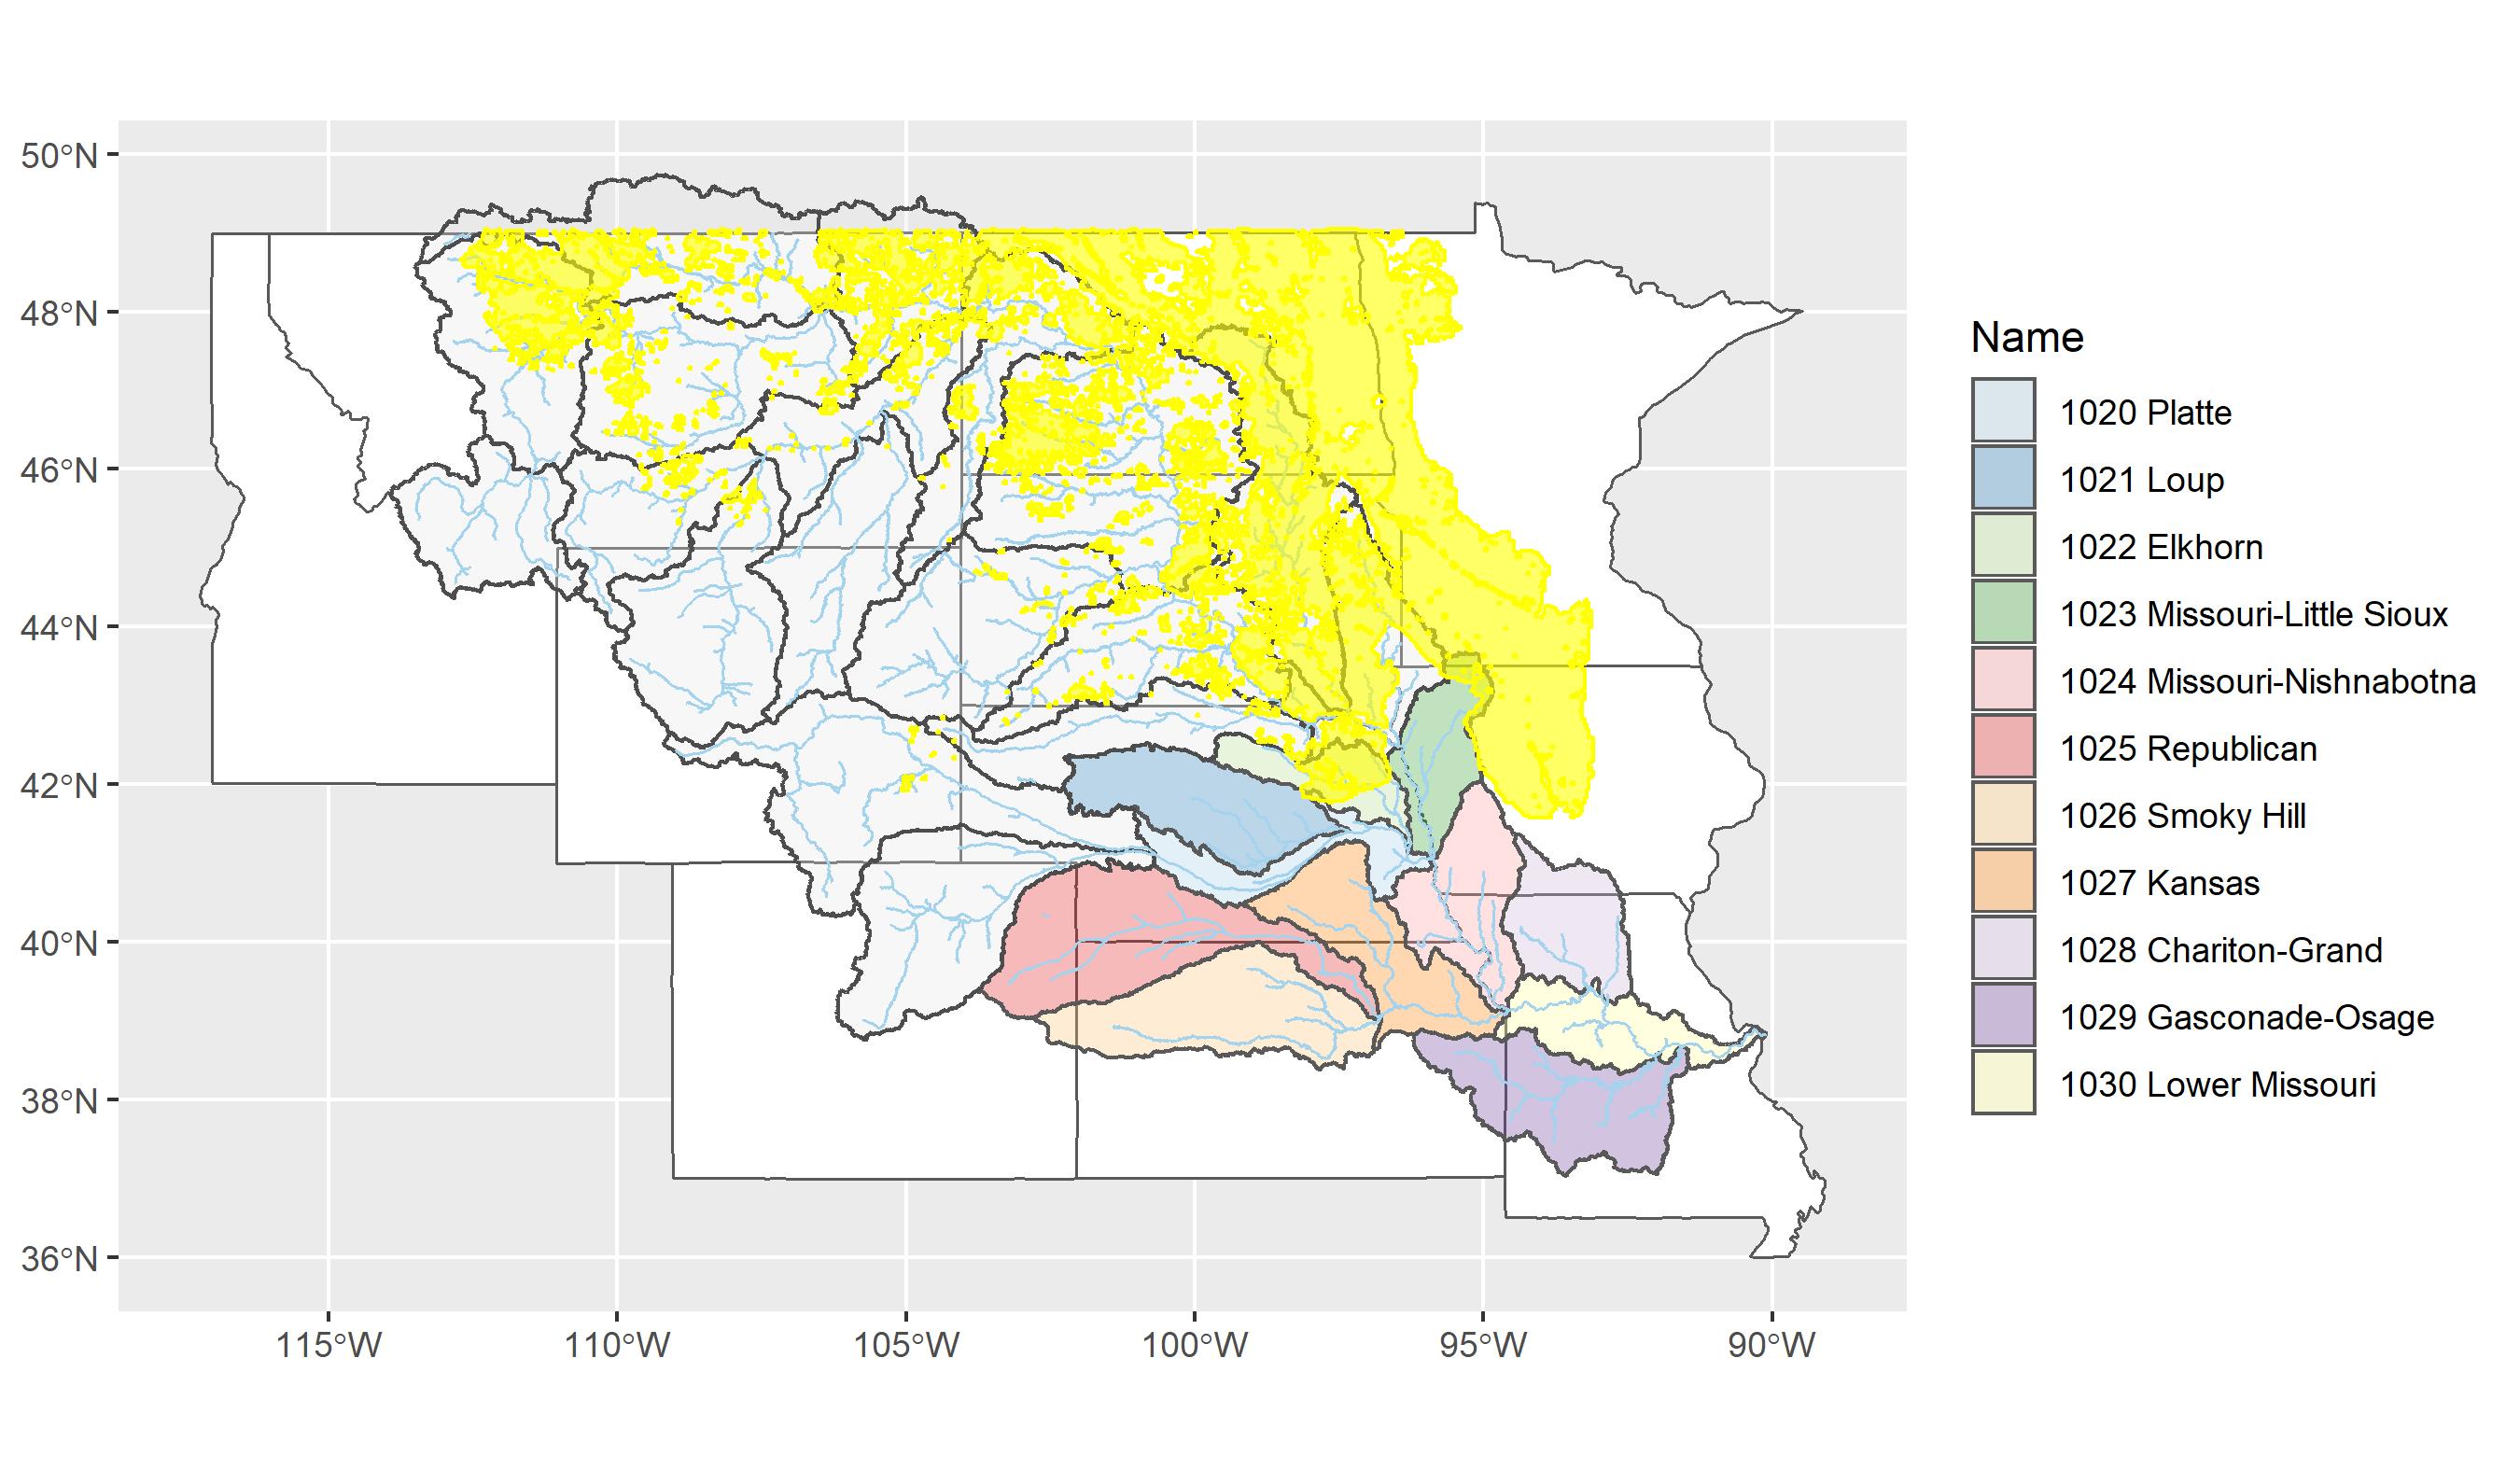 50°N
48°N
46°N
44°N
42°N
40°N
38°N
36°N
115°W
110°W
105°W
100°W
95°W
90°W
Name
1020 Platte
1021 Loup
1022 Elkhorn
1023 Missouri-Little Sioux
1024 Missouri-Nishnabotna
1025 Republican
1026 Smoky Hill
1027 Kansas
1028 Chariton-Grand
1029 Gasconade-Osage
1030 Lower Missouri